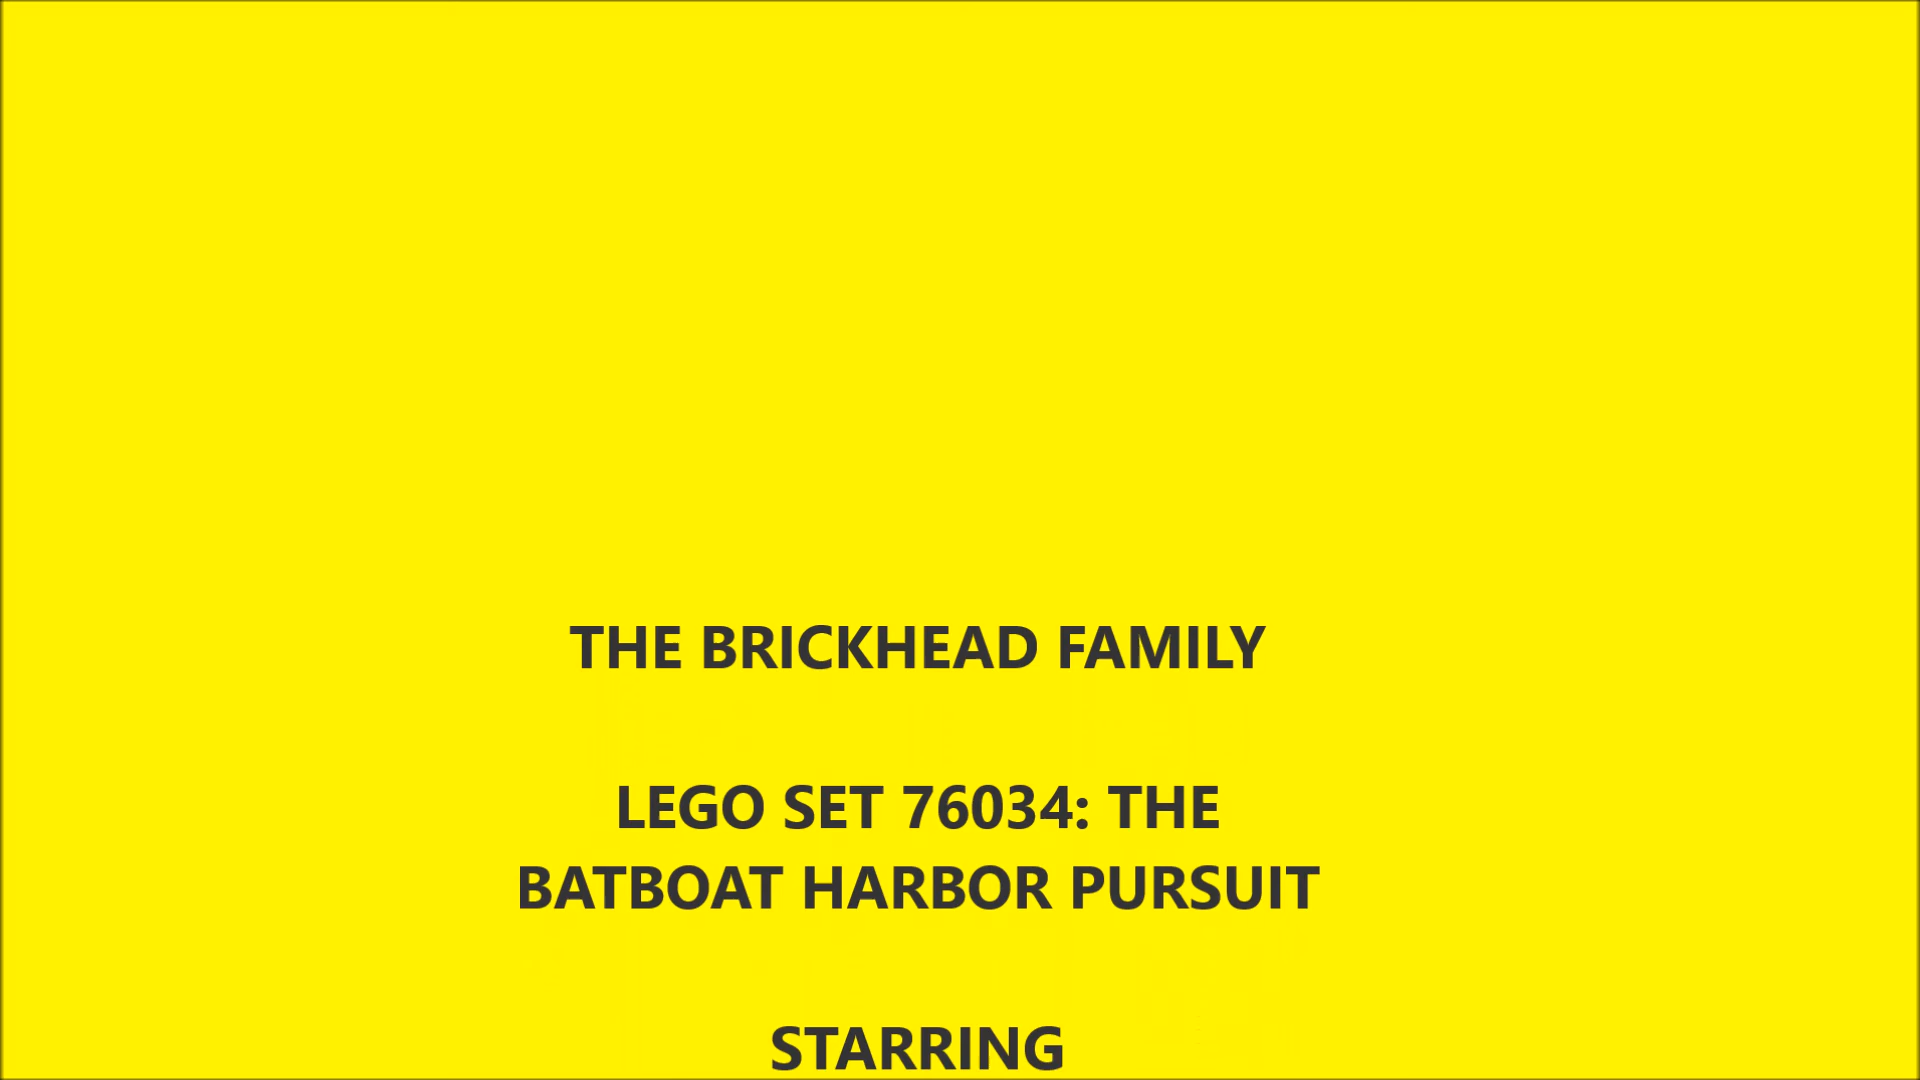 THE BRICKHEAD FAMILY
LEGO SET 76034: THE
BATBOAT HARBOR PURSUIT
STARRING